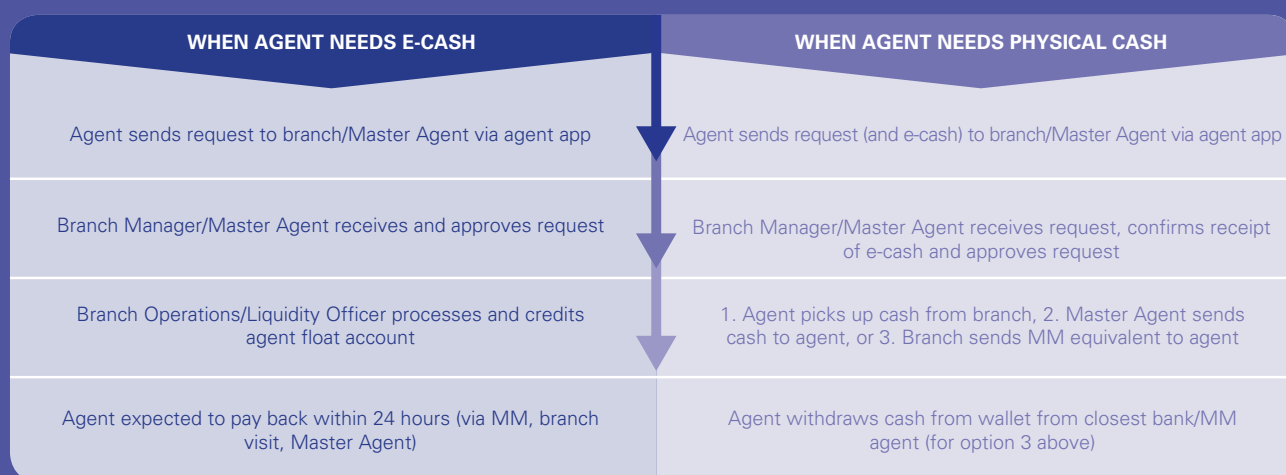 WHEN AGENT NEEDS E-CASH
Agent sends request to branch/Master Agent via agent app
Branch Manager/Master Agent receives and approves request
Branch Operations/Liquidity Officer processes and credits
agent float account
Agent expected to pay back within 24 hours (via MM, branch
visit, Master Agent)
WHEN AGENT NEEDS PHYSICAL CASH
Agent sends request (and e-cash) to branch/Master Agent via agent app
Branch Manager/Master Agent receives request, confirms receipt
of e-cash and approves request
1. Agent picks up cash from branch, 2. Master Agent sends
cash to agent, or 3. Branch sends MM equivalent to agent
Agent withdraws cash from wallet from closest bank/MM
agent (for option 3 above)